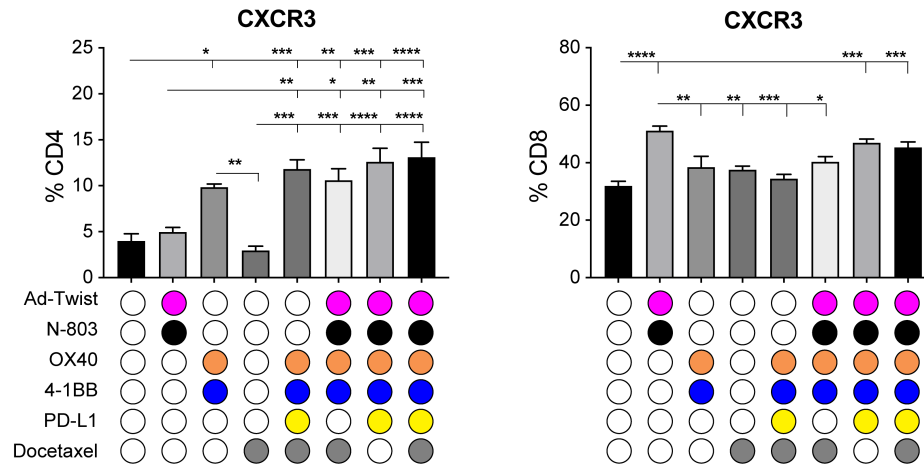 CXCR3
25
20
15
10
5
0
% CD4
* *** ** *** ****
** * ** ***
*** *** **** ****
**
CXCR3
80
60
40
20
0
% CD8
**** *** ***
** ** *** *
Ad-Twist
N-803
OX40
4-1BB
PD-L1
Docetaxel